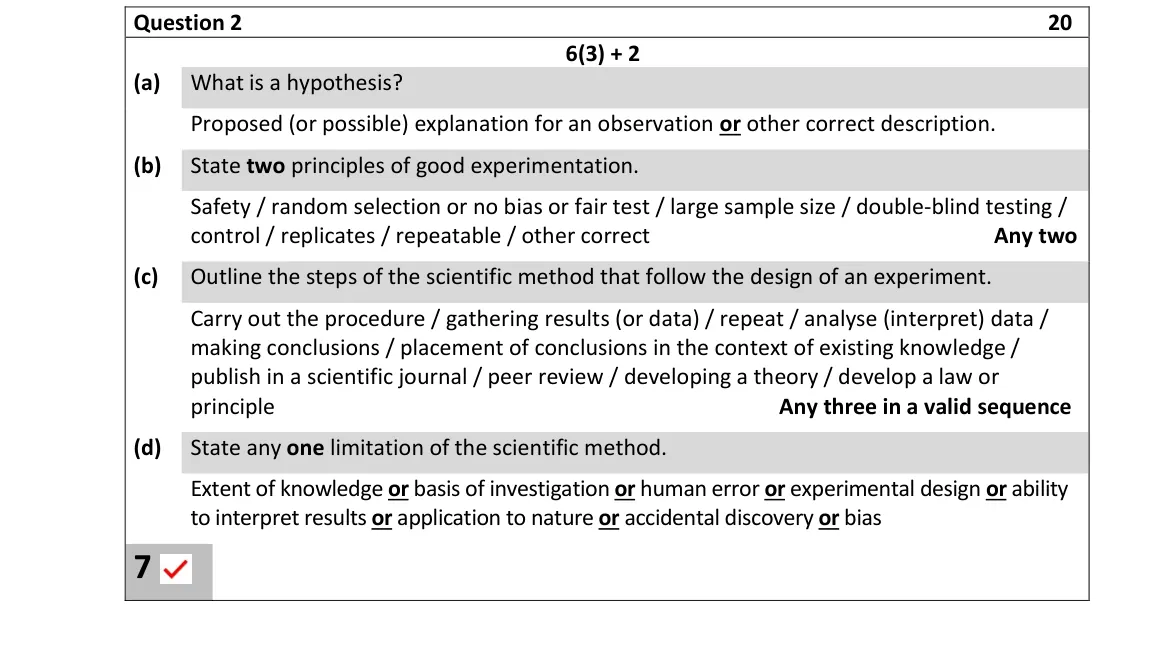 Question 2 20
6(3) + 2
(a) What is a hypothesis?
Proposed (or possible) explanation for an observation or other correct description.
(b) State two principles of good experimentation.
Safety / random selection or no bias or fair test / large sample size / double-blind testing /
control / replicates / repeatable / other correct Any two
(c) Outline the steps of the scientific method that follow the design of an experiment.
Carry out the procedure / gathering results (or data) / repeat / analyse (interpret) data /
making conclusions / placement of conclusions in the context of existing knowledge /
publish in a scientific journal / peer review / developing a theory / develop a law or
principle Any three in a valid sequence
(d) State any one limitation of the scientific method.
Extent of knowledge or basis of investigation or human error or experimental design or ability
to interpret results or application to nature or accidental discovery or bias
7 ✓